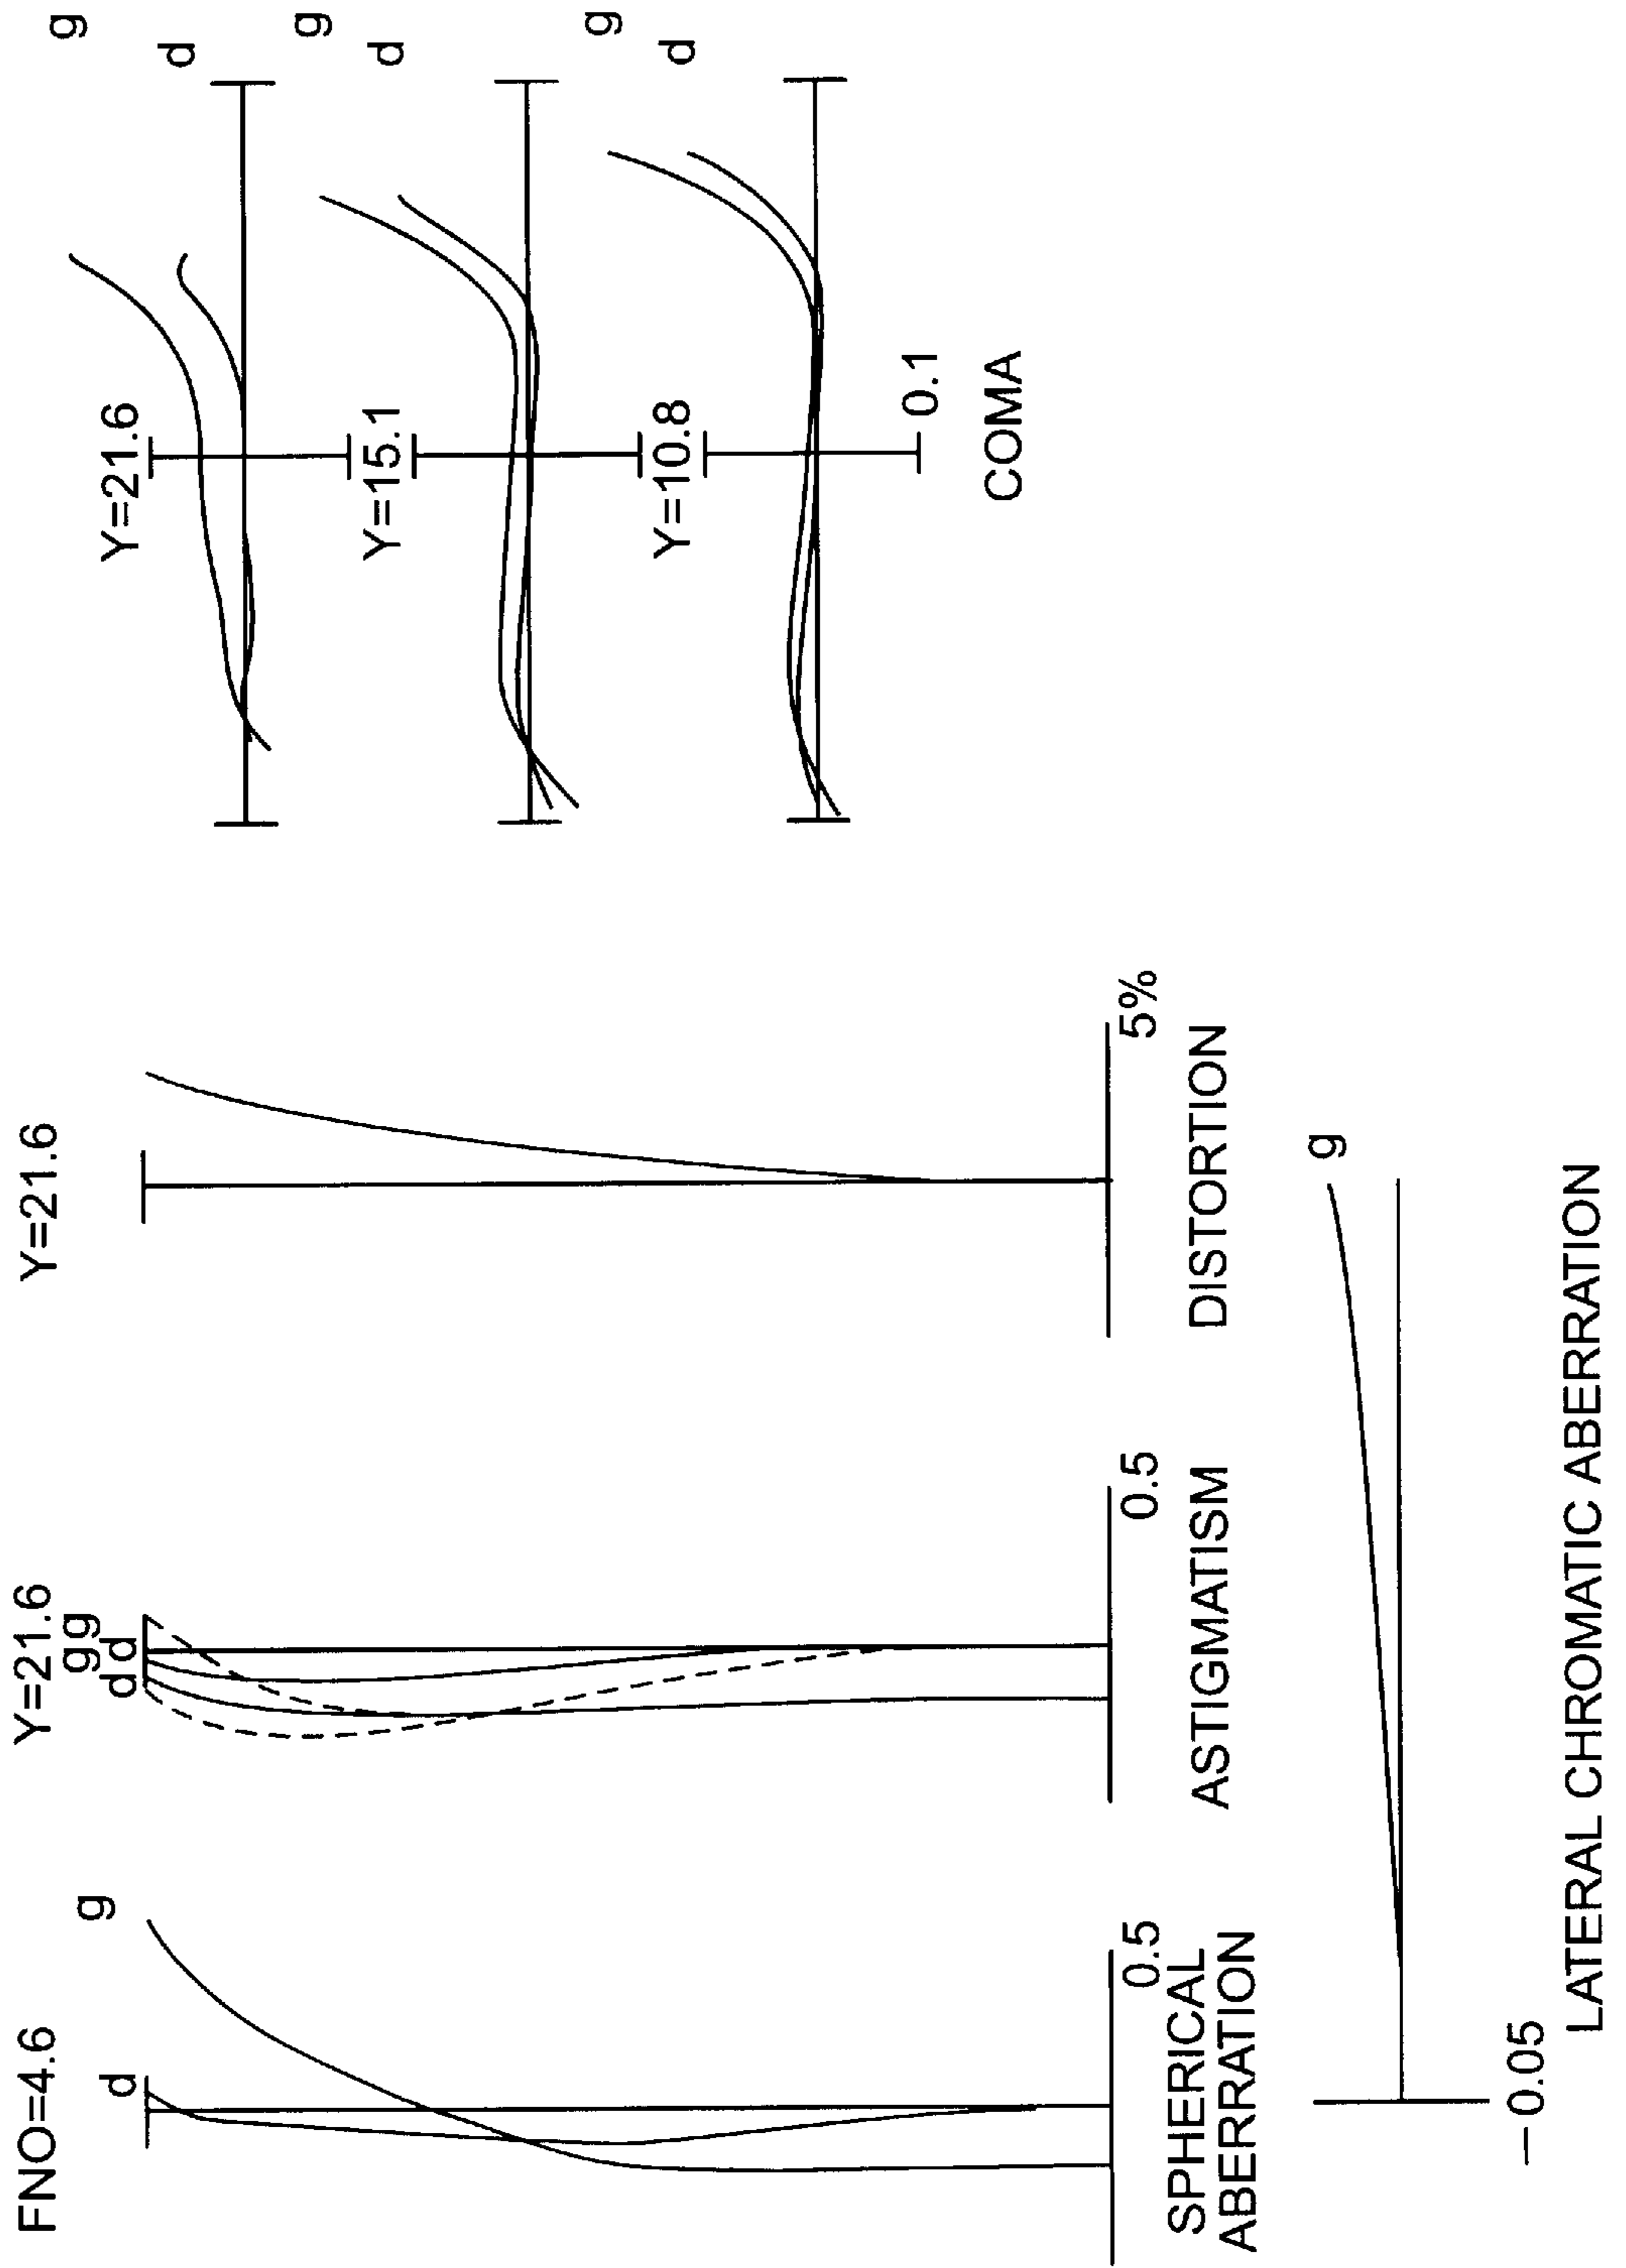 FNO=4.6
d
g
0.5
SPHERICAL
ABERRATION
Y=21.6
gg
d d
0.5
ASTIGMATISM
Y=21.6
5%
DISTORTION
g
d
Y=21.6
g
d
Y=15.1
g
d
Y=10.8
0.1
COMA
g
−0.05
LATERAL CHROMATIC ABERRATION